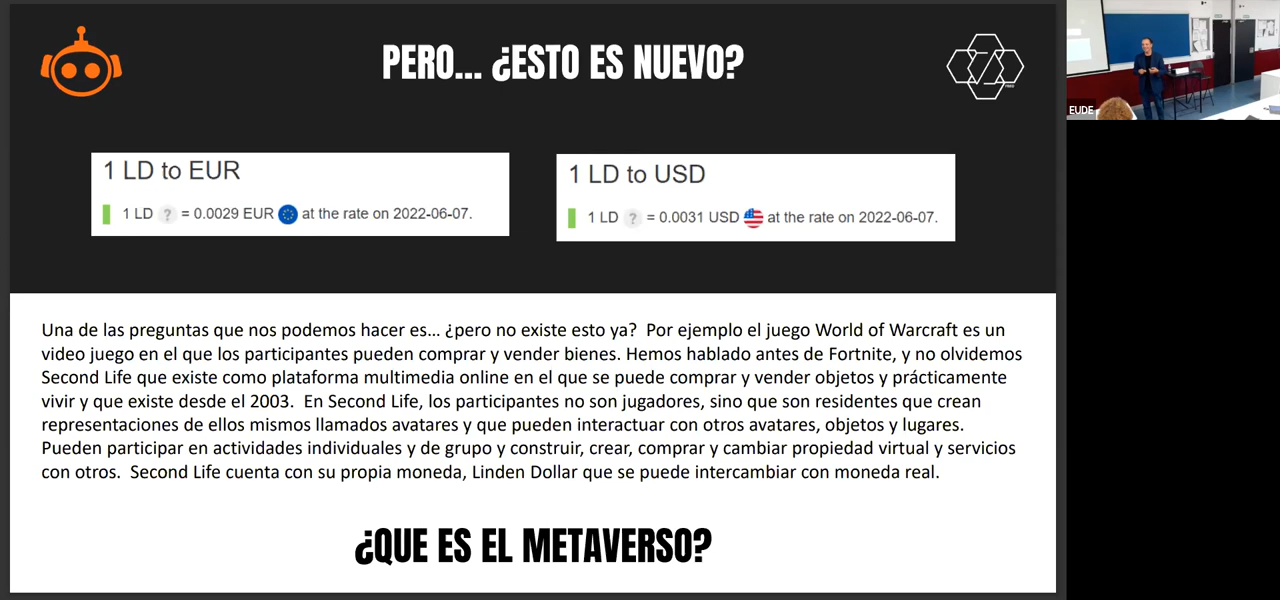 PERO... ¿ESTO ES NUEVO?
1 LD to EUR
1 LD ? = 0.0029 EUR at the rate on 2022-06-07.
1 LD to USD
1 LD ? = 0.0031 USD at the rate on 2022-06-07.
Una de las preguntas que nos podemos hacer es... ¿pero no existe esto ya? Por ejemplo el juego World of Warcraft es un
video juego en el que los participantes pueden comprar y vender bienes. Hemos hablado antes de Fortnite, y no olvidemos
Second Life que existe como plataforma multimedia online en el que se puede comprar y vender objetos y prácticamente
vivir y que existe desde el 2003. En Second Life, los participantes no son jugadores, sino que son residentes que crean
representaciones de ellos mismos llamados avatares y que pueden interactuar con otros avatares, objetos y lugares.
Pueden participar en actividades individuales y de grupo y construir, crear, comprar y cambiar propiedad virtual y servicios
con otros. Second Life cuenta con su propia moneda, Linden Dollar que se puede intercambiar con moneda real.
¿QUE ES EL METAVERSO?
EUDE